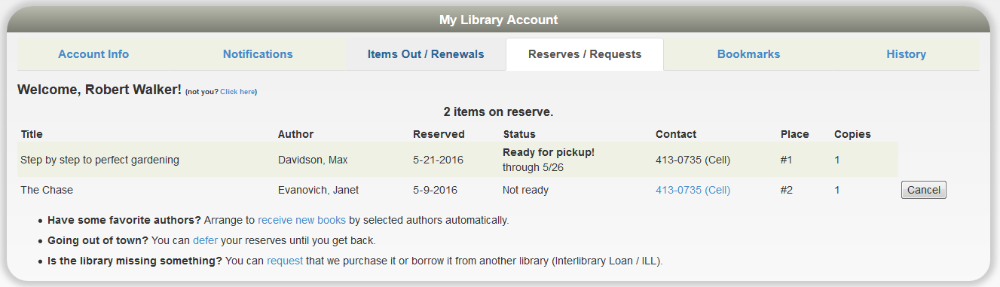 My Library Account
Account Info Notifications Items Out / Renewals Reserves / Requests Bookmarks History
Welcome, Robert Walker! (not you? Click here)
2 items on reserve.
Title Author Reserved Status Contact Place Copies
Step by step to perfect gardening Davidson, Max 5-21-2016 Ready for pickup! through 5/26 413-0735 (Cell) #1 1
The Chase Evanovich, Janet 5-9-2016 Not ready 413-0735 (Cell) #2 1 Cancel
• Have some favorite authors? Arrange to receive new books by selected authors automatically.
• Going out of town? You can defer your reserves until you get back.
• Is the library missing something? You can request that we purchase it or borrow it from another library (Interlibrary Loan / ILL).